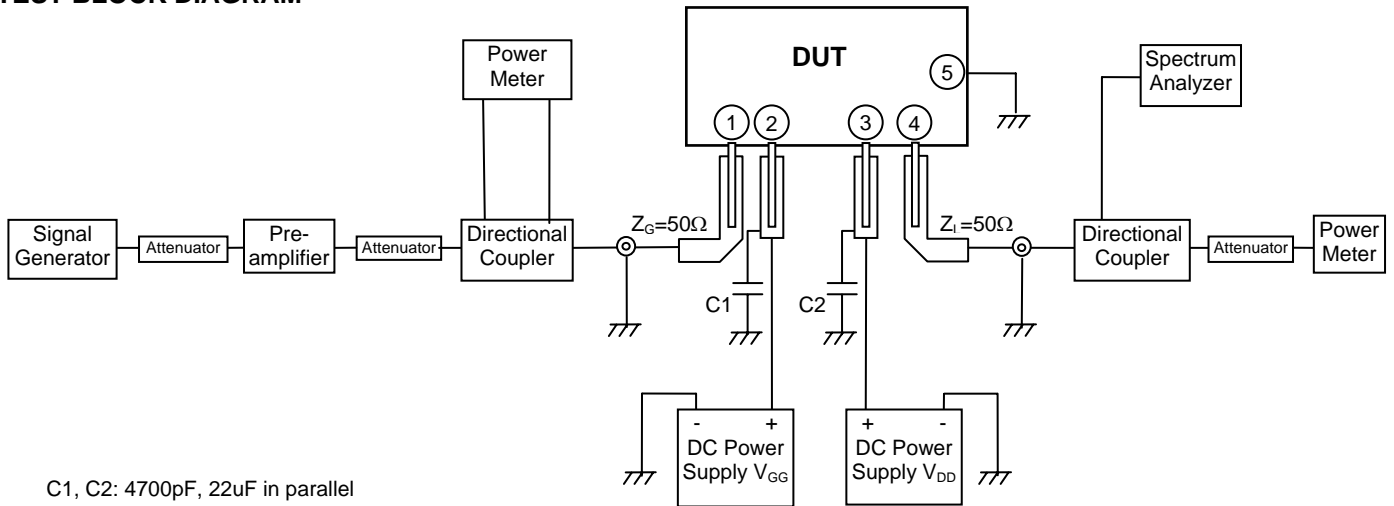 TEST BLOCK DIAGRAM
Power
Meter
DUT
5
Spectrum
Analyzer
1
2
3
4
Signal
Generator
Attenuator
Pre-
amplifier
Attenuator
Directional
Coupler
ZG=50Ω
ZL=50Ω
Directional
Coupler
Attenuator
Power
Meter
C1
C2
- +
DC Power
Supply VGG
+ -
DC Power
Supply VDD
C1, C2: 4700pF, 22uF in parallel